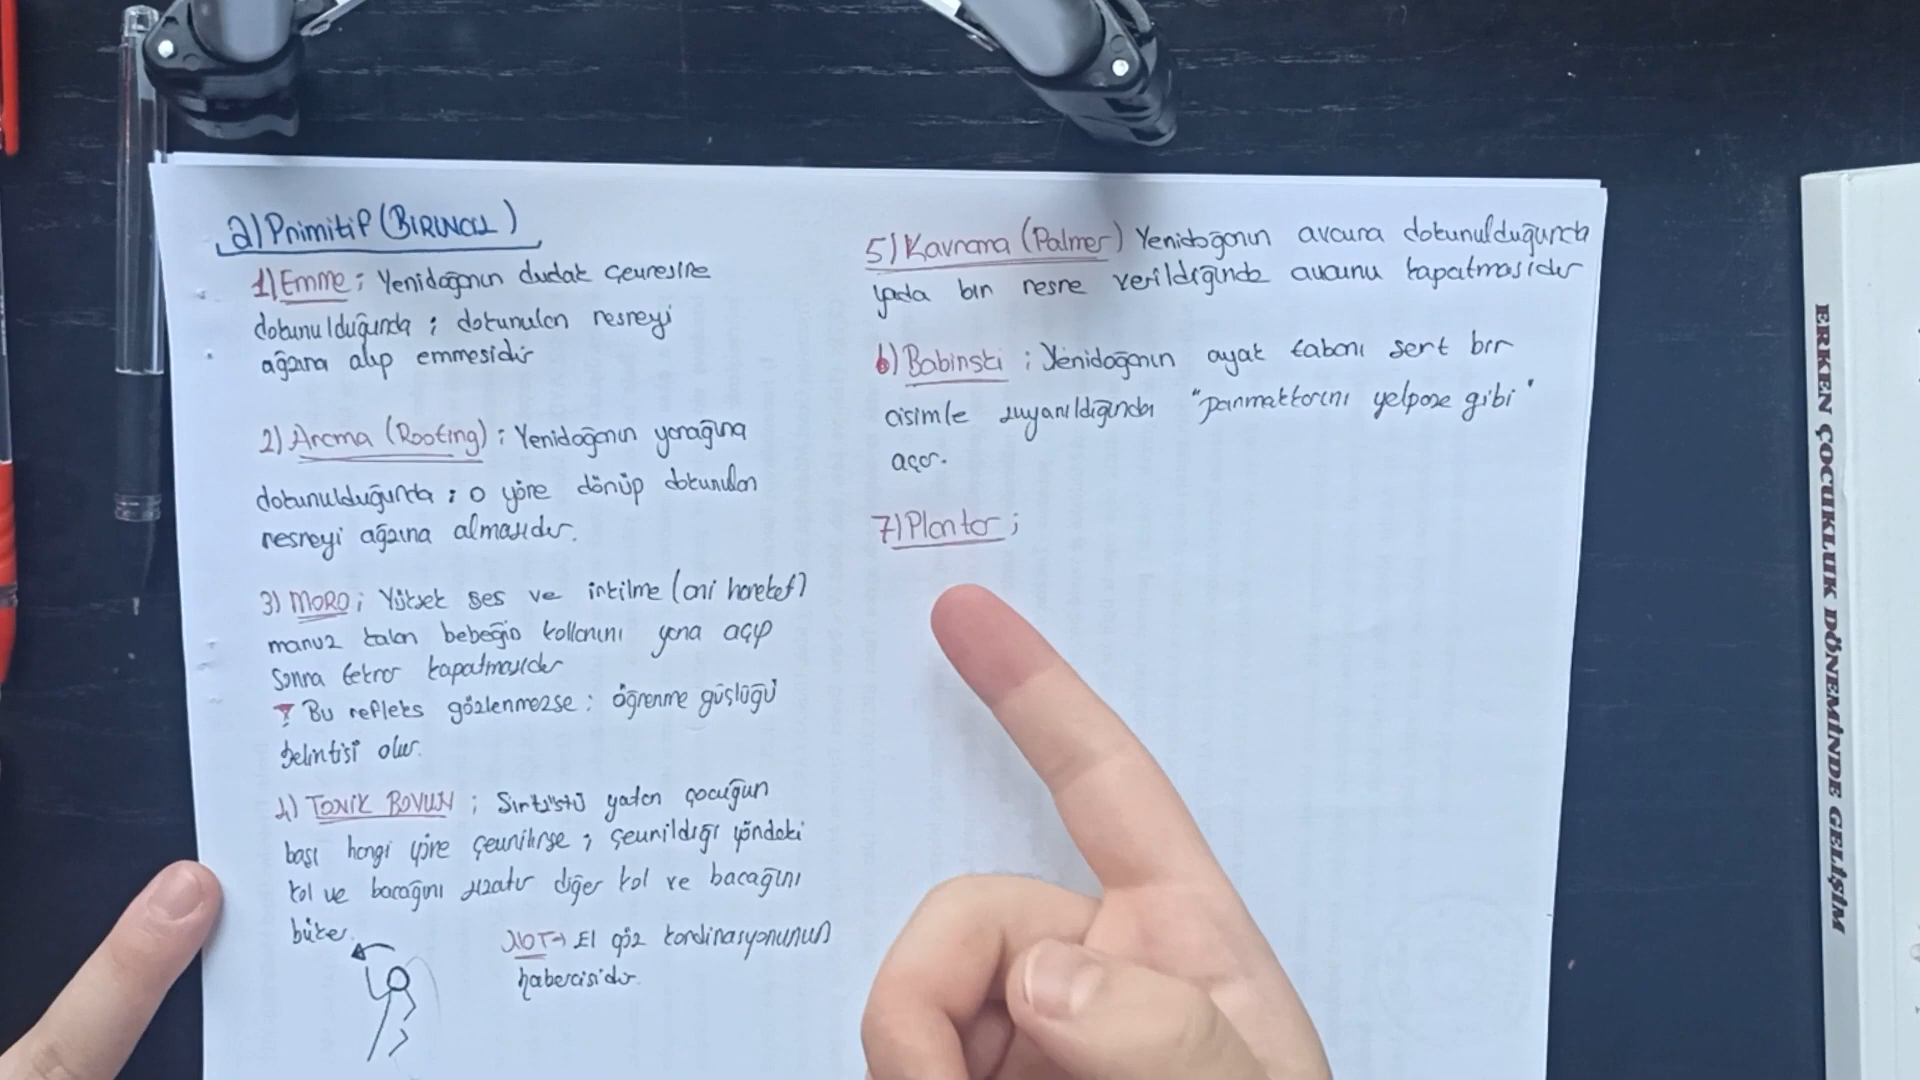 a) Primitif (BİRİNCİL)
1) Emme ; Yenidoğanın dudak çevresine
dokunulduğunda ; dokunulan nesneyi
ağzına alıp emmesidir
2) Arama (Rooting) ; Yenidoğanın yanağına
dokunulduğunda ; o yöne dönüp dokunulan
nesneyi ağzına almasıdır.
3) MORO ; Yüksek ses ve irkilme (ani hareket)
maruz kalan bebeğin kollarını yana açıp
sonra tekrar kapatmasıdır
! Bu refleks gözlenmezse : öğrenme güçlüğü
belirtisi olur.
4) TONİK BOYUN ; Sırtüstü yatan çocuğun
başı hangi yöne çevrilirse ; çevrildiği yöndeki
kol ve bacağını uzatır diğer kol ve bacağını
büker.
NOT → El göz kordinasyonunun
habercisidir.
5) Kavrama (Palmer) Yenidoğanın avcuna dokunulduğunda
yada bir nesne verildiğinde avucunu kapatmasıdır
6) Babinski ; Yenidoğanın ayak tabanı sert bir
cisimle uyarıldığında "parmaklarını yelpaze gibi"
açar.
7) Plantar ;
ERKEN ÇOCUKLUK DÖNEMİNDE GELİŞİM